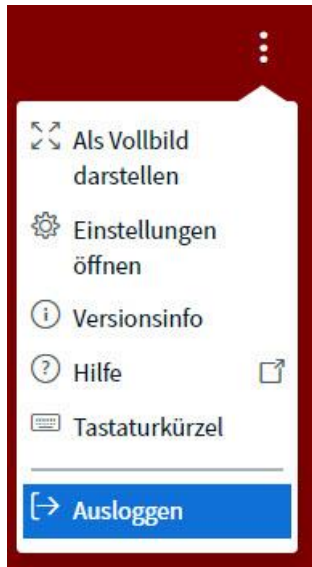 Als Vollbild
darstellen
Einstellungen
öffnen
Versionsinfo
Hilfe
Tastaturkürzel
Ausloggen